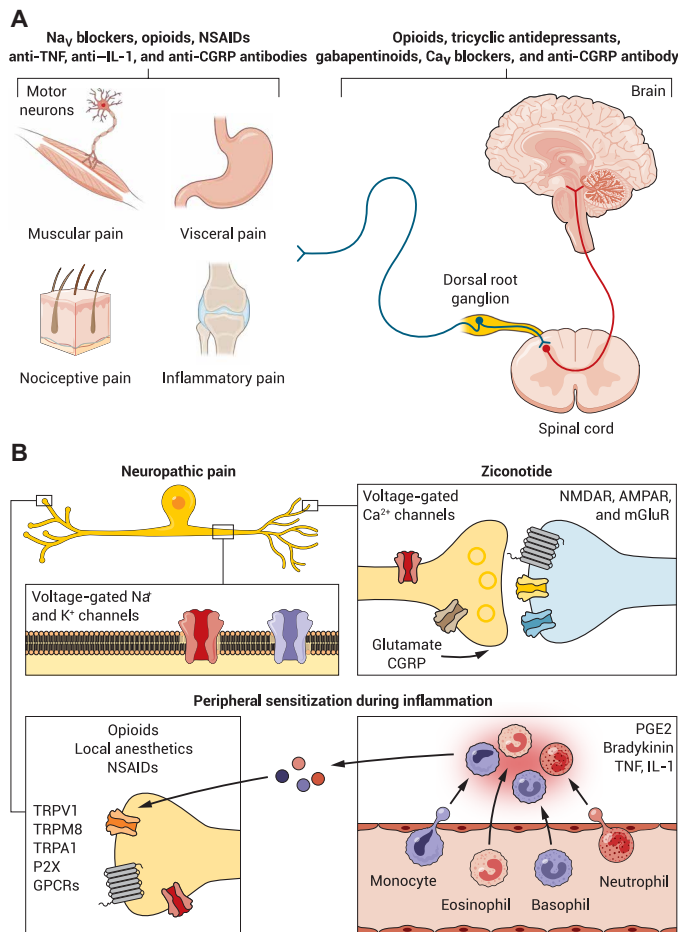 A
Na_V blockers, opioids, NSAIDs
anti-TNF, anti–IL-1, and anti-CGRP antibodies
Opioids, tricyclic antidepressants,
gabapentinoids, Ca_V blockers, and anti-CGRP antibody
Motor
neurons
Muscular pain
Visceral pain
Nociceptive pain
Inflammatory pain
Brain
Dorsal root
ganglion
Spinal cord
B
Neuropathic pain
Voltage-gated Na⁺
and K⁺ channels
Ziconotide
Voltage-gated
Ca²⁺ channels
NMDAR, AMPAR,
and mGluR
Glutamate
CGRP
Peripheral sensitization during inflammation
Opioids
Local anesthetics
NSAIDs
TRPV1
TRPM8
TRPA1
P2X
GPCRs
PGE2
Bradykinin
TNF, IL-1
Monocyte
Eosinophil
Basophil
Neutrophil